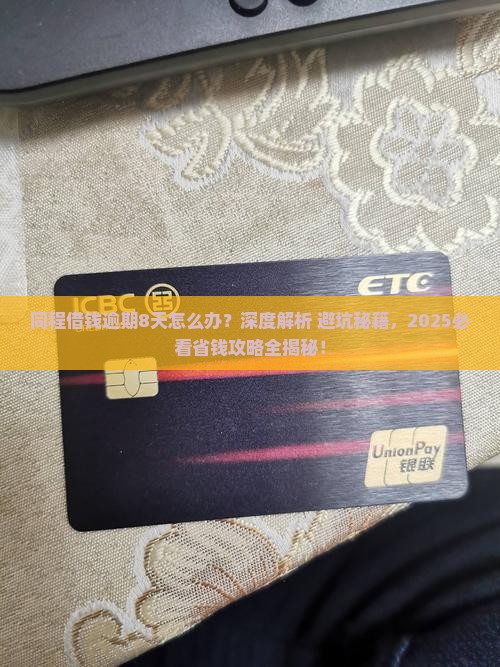 ICBC
ETC
同程借钱逾期8天怎么办？深度解析 避坑秘籍，2025必
看省钱攻略全揭秘！
UnionPay
银联